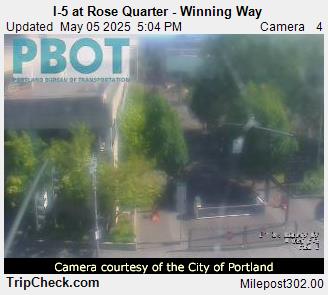 I-5 at Rose Quarter - Winning Way
Updated May 05 2025 5:04 PM Camera 4
PBOT
PORTLAND BUREAU OF TRANSPORTATION
Camera courtesy of the City of Portland
TripCheck.com Milepost302.00